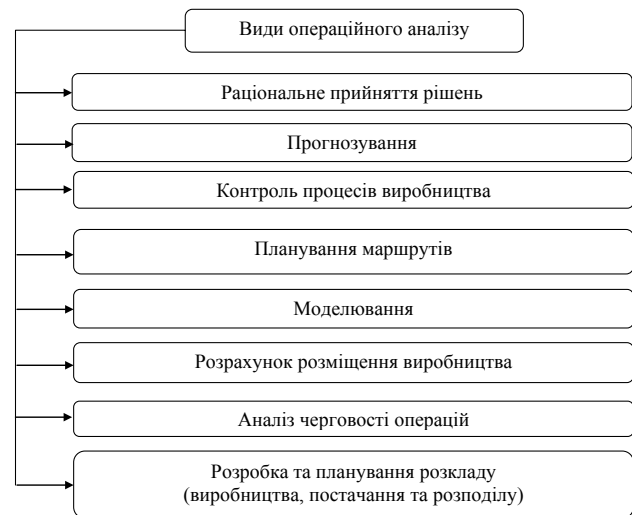 Види операційного аналізу
Раціональне прийняття рішень
Прогнозування
Контроль процесів виробництва
Планування маршрутів
Моделювання
Розрахунок розміщення виробництва
Аналіз черговості операцій
Розробка та планування розкладу
(виробництва, постачання та розподілу)